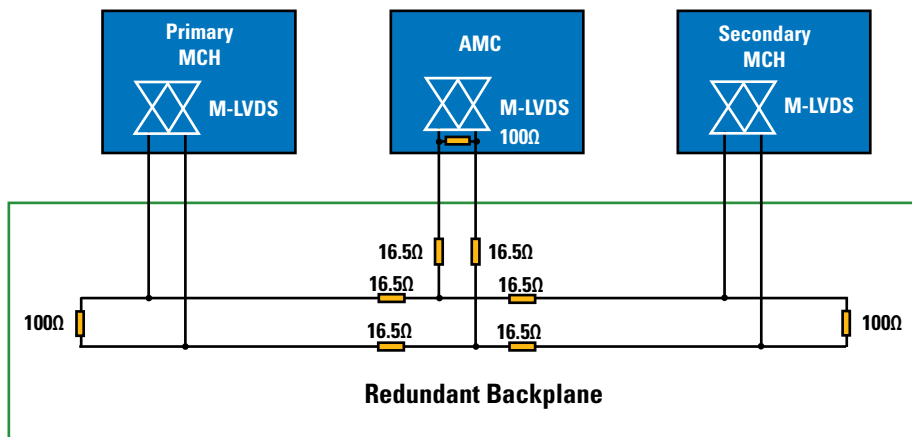 Primary
MCH
M-LVDS
AMC
M-LVDS
100Ω
Secondary
MCH
M-LVDS
16.5Ω
16.5Ω
16.5Ω
16.5Ω
100Ω
100Ω
16.5Ω
16.5Ω
Redundant Backplane